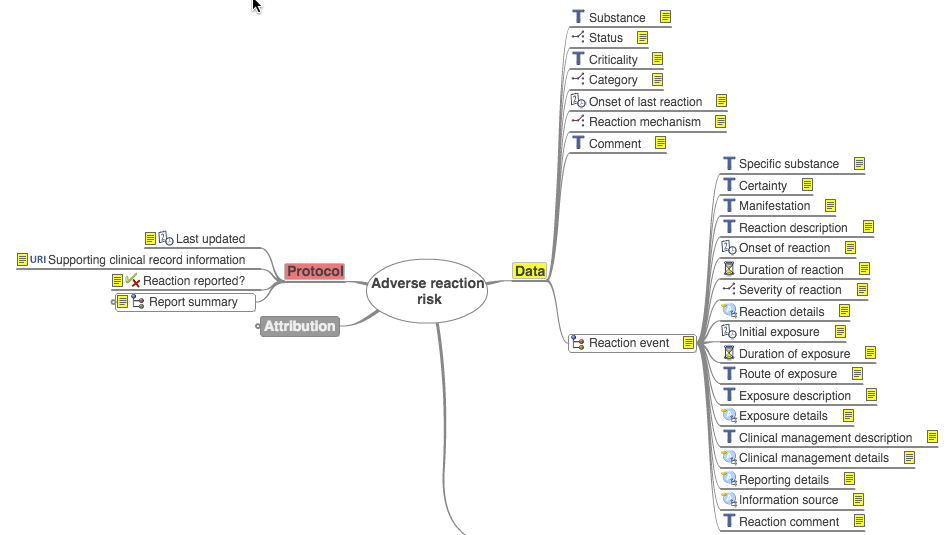 Substance
Status
Criticality
Category
Onset of last reaction
Reaction mechanism
Comment
Specific substance
Certainty
Manifestation
Reaction description
Onset of reaction
Duration of reaction
Severity of reaction
Reaction details
Initial exposure
Duration of exposure
Route of exposure
Exposure description
Exposure details
Clinical management description
Clinical management details
Reporting details
Information source
Reaction comment
Reaction event
Data
Adverse reaction
risk
Protocol
Last updated
URI Supporting clinical record information
Reaction reported?
Report summary
Attribution